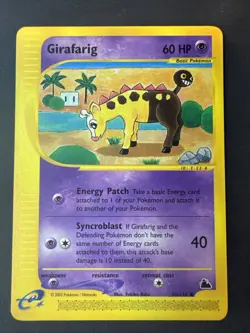 Girafarig
60 HP
Basic Pokémon
Energy Patch Take a basic Energy card
attached to 1 of your Pokémon and attach it
to another of your Pokémon.
Syncroblast If Girafarig and the
Defending Pokémon don't have the
same number of Energy cards
attached to them, this attack's base
damage is 10 instead of 40.
40
weakness resistance retreat cost
©2003 Pokémon / Nintendo
e